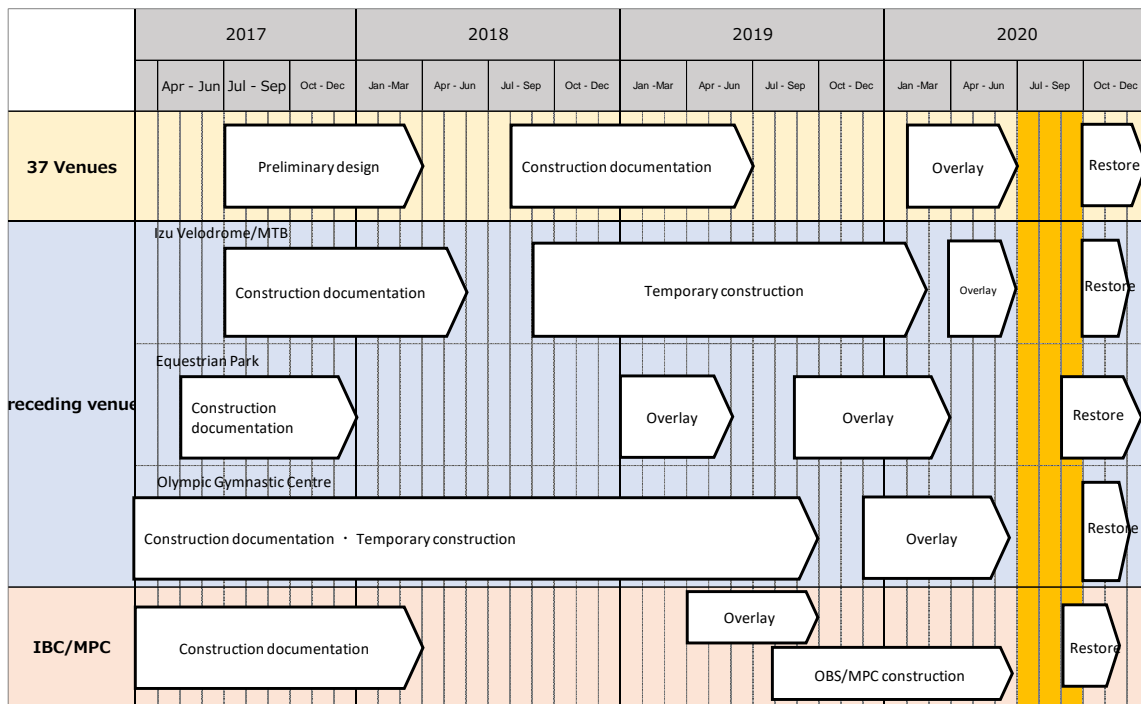 2017 2018 2019 2020
Apr - Jun Jul - Sep Oct - Dec Jan -Mar Apr - Jun Jul - Sep Oct - Dec Jan -Mar Apr - Jun Jul - Sep Oct - Dec Jan -Mar Apr - Jun Jul - Sep Oct - Dec
37 Venues
Preliminary design
Construction documentation
Overlay
Restore
receding venue
Izu Velodrome/MTB
Construction documentation
Temporary construction
Overlay
Restore
Equestrian Park
Construction
documentation
Overlay
Overlay
Restore
Olympic Gymnastic Centre
Construction documentation ・ Temporary construction
Overlay
Restore
IBC/MPC
Construction documentation
Overlay
OBS/MPC construction
Restore